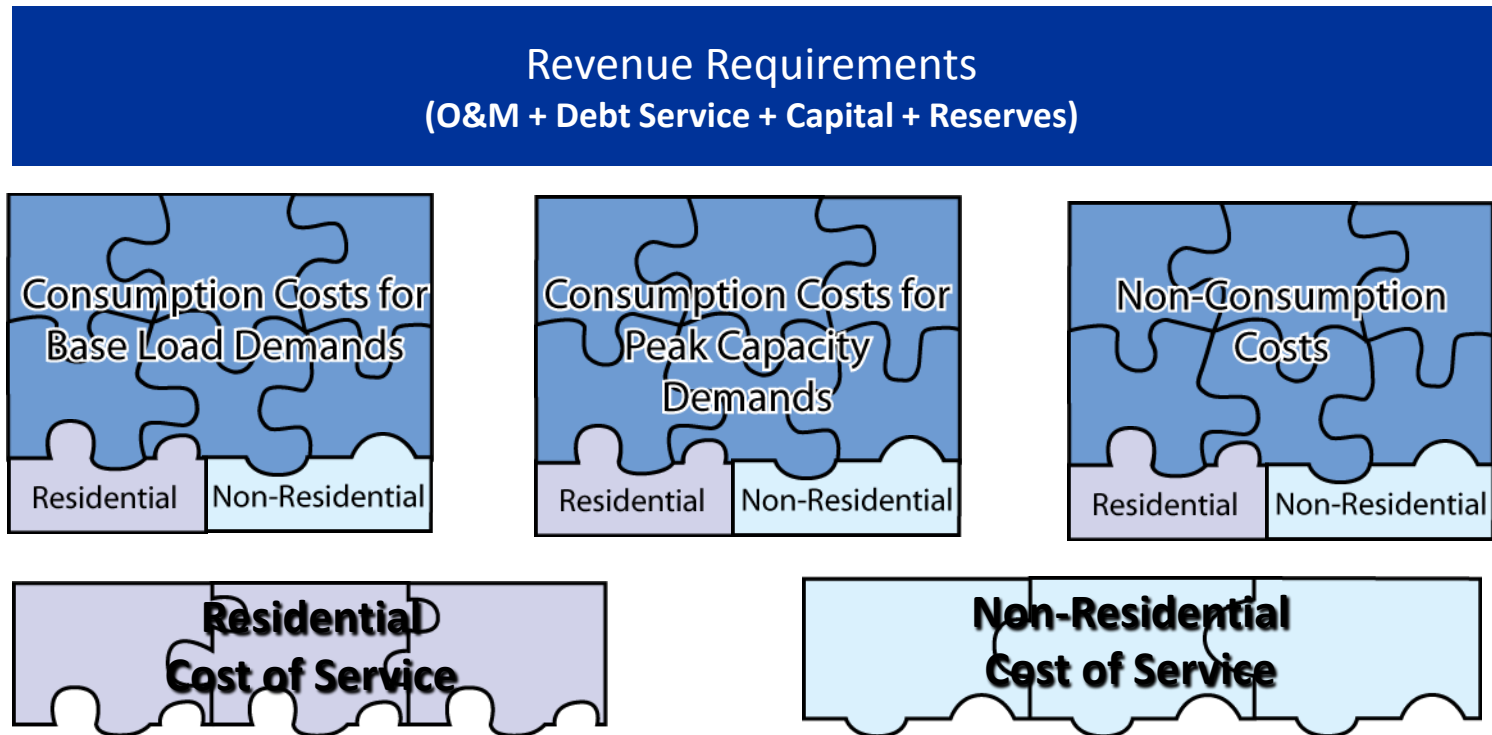 Revenue Requirements
(O&M + Debt Service + Capital + Reserves)
Consumption Costs for
Base Load Demands
Residential
Non-Residential
Consumption Costs for
Peak Capacity
Demands
Residential
Non-Residential
Non-Consumption
Costs
Residential
Non-Residential
Residential
Cost of Service
Non-Residential
Cost of Service